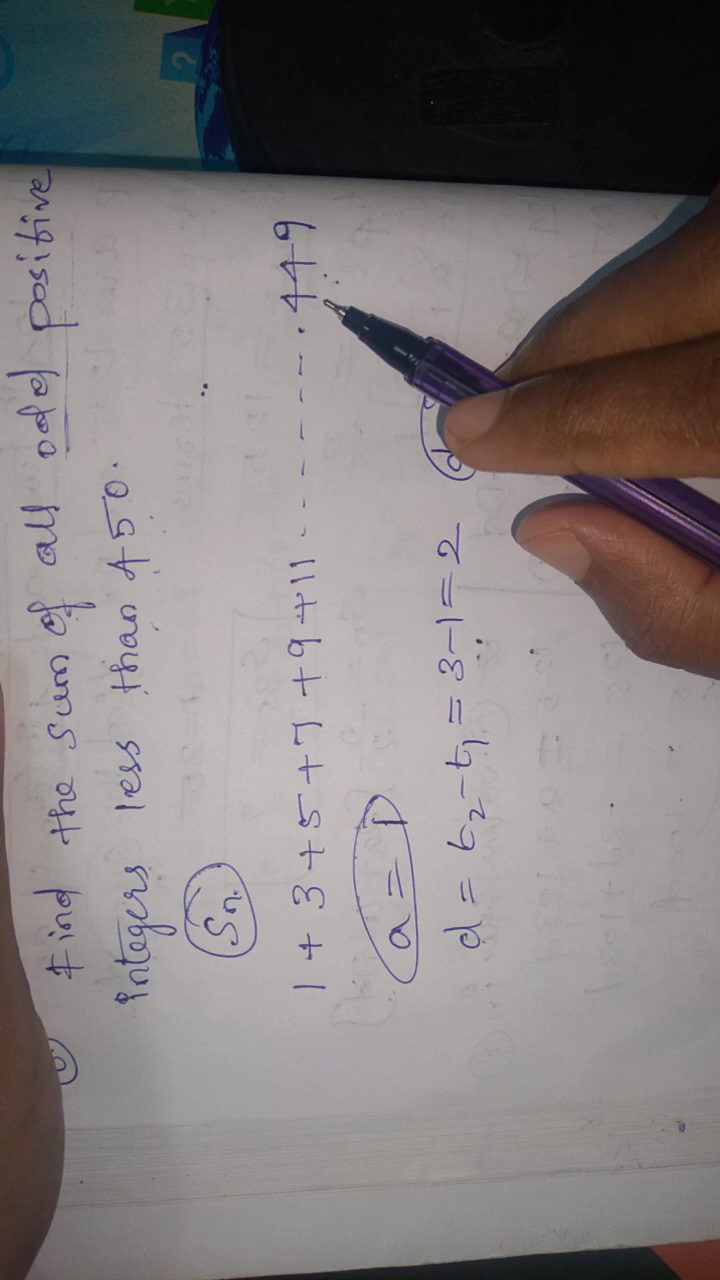 Find the sum of all odd positive
integers less than 450.
Sn.
1 + 3 + 5 + 7 + 9 + 11 . . - - - - - - . 449
a = 1
d = t2 - t1 = 3 - 1 = 2 d
?